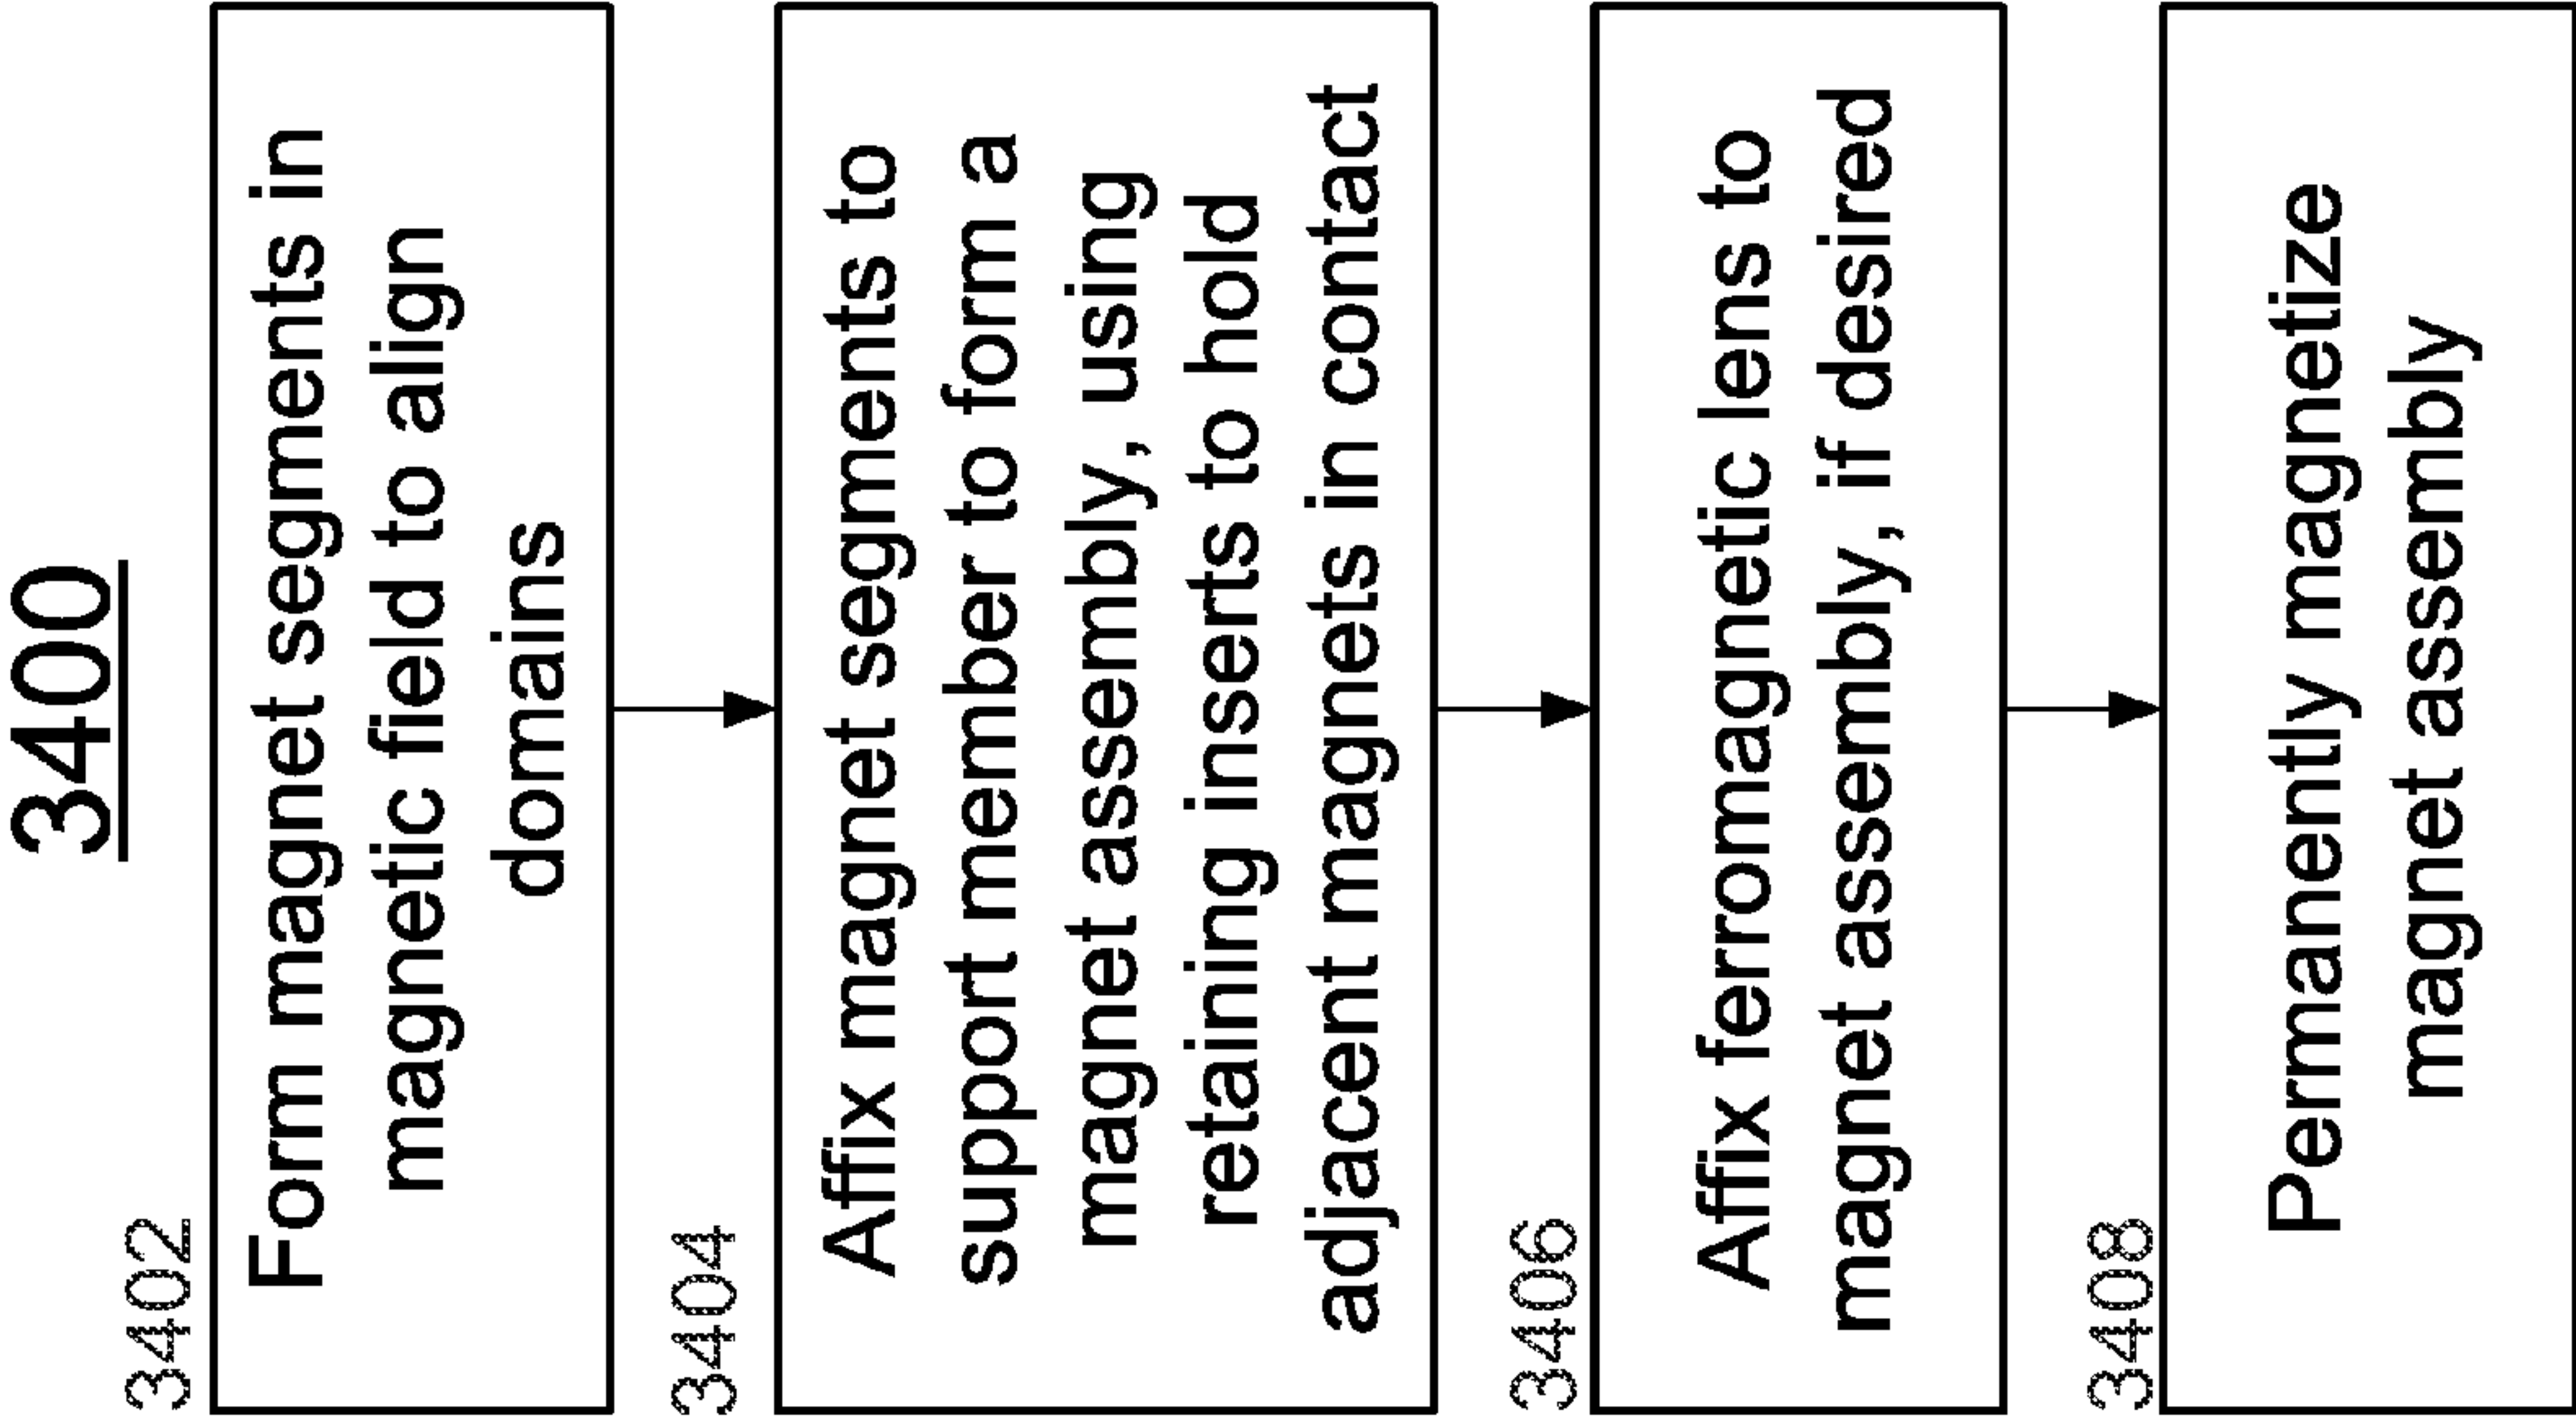 3400
3402
Form magnet segments in
magnetic field to align
domains
3404
Affix magnet segments to
support member to form a
magnet assembly, using
retaining inserts to hold
adjacent magnets in contact
3406
Affix ferromagnetic lens to
magnet assembly, if desired
3408
Permanently magnetize
magnet assembly